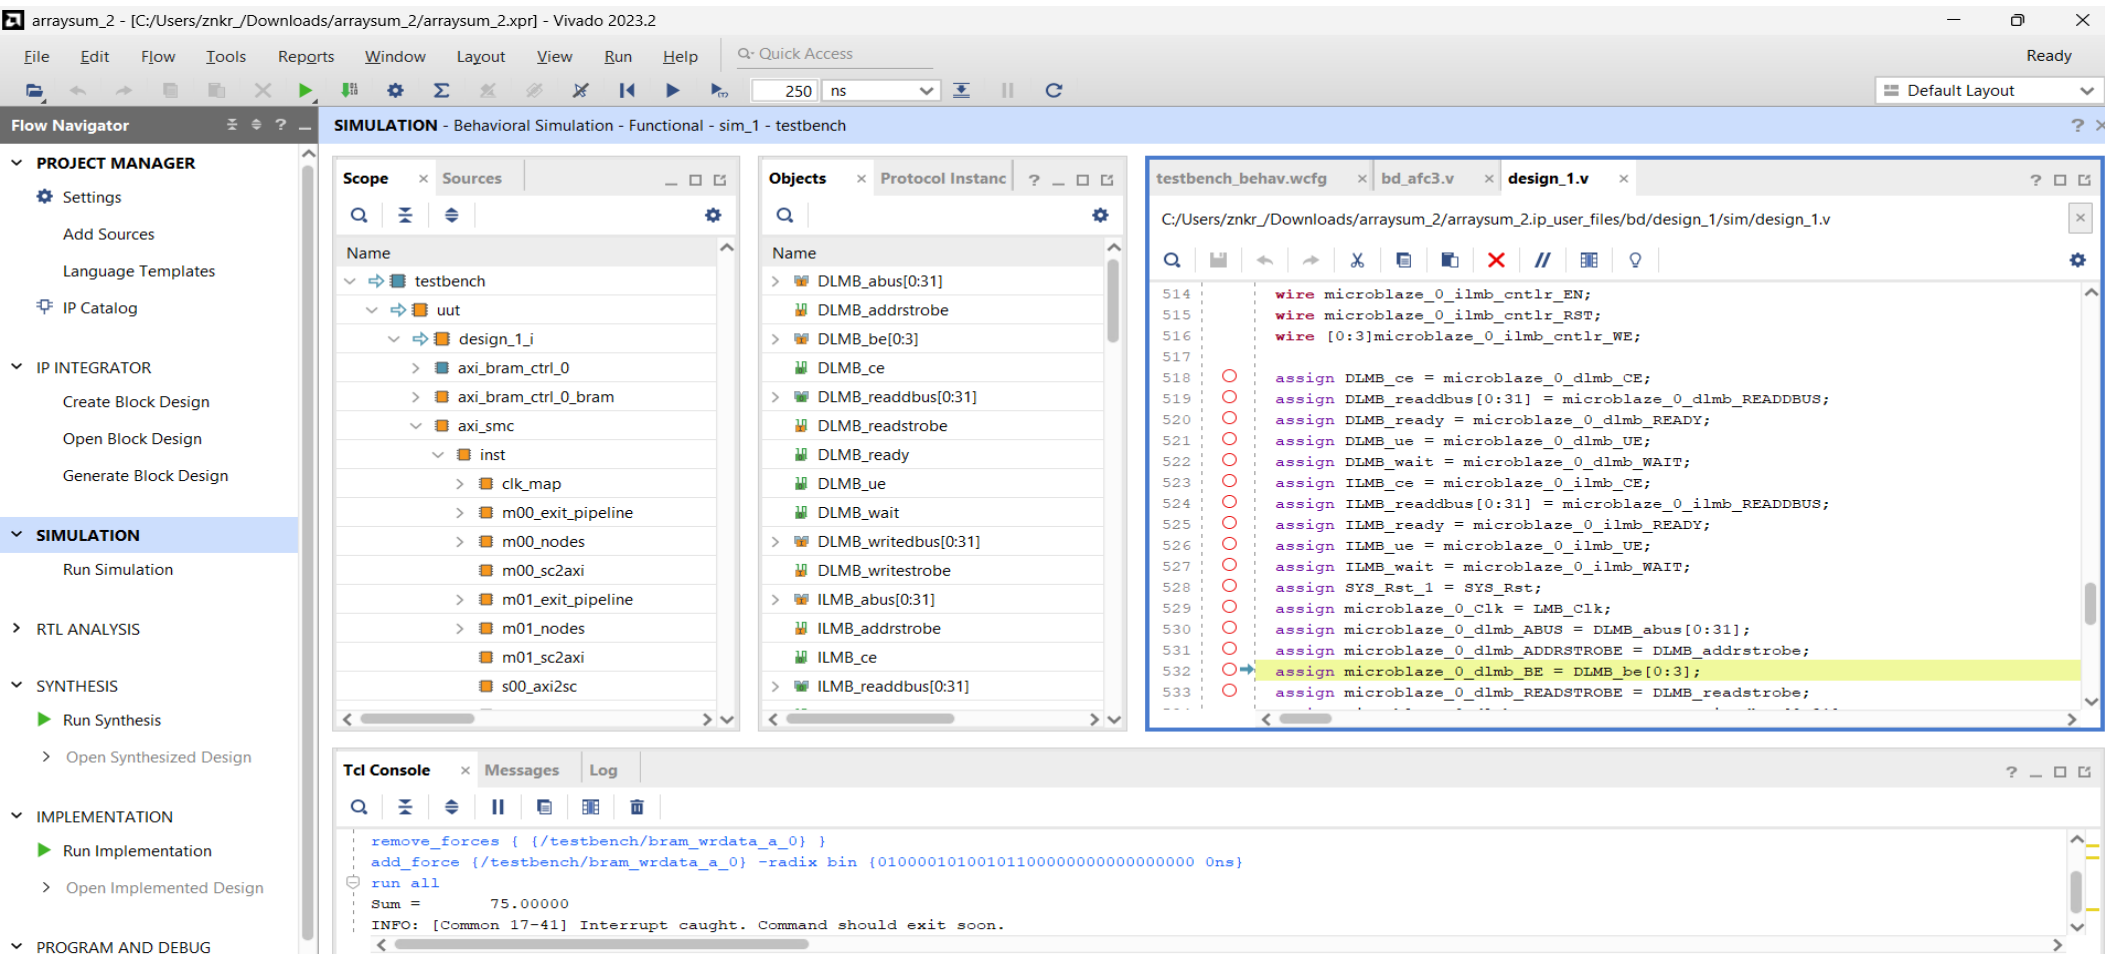 arraysum_2 - [C:/Users/znkr_/Downloads/arraysum_2/arraysum_2.xpr] - Vivado 2023.2
File Edit Flow Tools Reports Window Layout View Run Help Quick Access Ready
250 ns Default Layout
Flow Navigator
PROJECT MANAGER
Settings
Add Sources
Language Templates
IP Catalog
IP INTEGRATOR
Create Block Design
Open Block Design
Generate Block Design
SIMULATION
Run Simulation
RTL ANALYSIS
SYNTHESIS
Run Synthesis
Open Synthesized Design
IMPLEMENTATION
Run Implementation
Open Implemented Design
PROGRAM AND DEBUG
SIMULATION - Behavioral Simulation - Functional - sim_1 - testbench
Scope Sources
Name
testbench
uut
design_1_i
axi_bram_ctrl_0
axi_bram_ctrl_0_bram
axi_smc
inst
clk_map
m00_exit_pipeline
m00_nodes
m00_sc2axi
m01_exit_pipeline
m01_nodes
m01_sc2axi
s00_axi2sc
Objects Protocol Instanc
Name
DLMB_abus[0:31]
DLMB_addrstrobe
DLMB_be[0:3]
DLMB_ce
DLMB_readdbus[0:31]
DLMB_readstrobe
DLMB_ready
DLMB_ue
DLMB_wait
DLMB_writedbus[0:31]
DLMB_writestrobe
ILMB_abus[0:31]
ILMB_addrstrobe
ILMB_ce
ILMB_readdbus[0:31]
testbench_behav.wcfg bd_afc3.v design_1.v
C:/Users/znkr_/Downloads/arraysum_2/arraysum_2.ip_user_files/bd/design_1/sim/design_1.v
514 wire microblaze_0_ilmb_cntlr_EN;
515 wire microblaze_0_ilmb_cntlr_RST;
516 wire [0:3]microblaze_0_ilmb_cntlr_WE;
517
518 assign DLMB_ce = microblaze_0_dlmb_CE;
519 assign DLMB_readdbus[0:31] = microblaze_0_dlmb_READDBUS;
520 assign DLMB_ready = microblaze_0_dlmb_READY;
521 assign DLMB_ue = microblaze_0_dlmb_UE;
522 assign DLMB_wait = microblaze_0_dlmb_WAIT;
523 assign ILMB_ce = microblaze_0_ilmb_CE;
524 assign ILMB_readdbus[0:31] = microblaze_0_ilmb_READDBUS;
525 assign ILMB_ready = microblaze_0_ilmb_READY;
526 assign ILMB_ue = microblaze_0_ilmb_UE;
527 assign ILMB_wait = microblaze_0_ilmb_WAIT;
528 assign SYS_Rst_1 = SYS_Rst;
529 assign microblaze_0_Clk = LMB_Clk;
530 assign microblaze_0_dlmb_ABUS = DLMB_abus[0:31];
531 assign microblaze_0_dlmb_ADDRSTROBE = DLMB_addrstrobe;
532 assign microblaze_0_dlmb_BE = DLMB_be[0:3];
533 assign microblaze_0_dlmb_READSTROBE = DLMB_readstrobe;
Tcl Console Messages Log
remove_forces { {/testbench/bram_wrdata_a_0} }
add_force {/testbench/bram_wrdata_a_0} -radix bin {01000010100101100000000000000000 0ns}
run all
Sum = 75.00000
INFO: [Common 17-41] Interrupt caught. Command should exit soon.